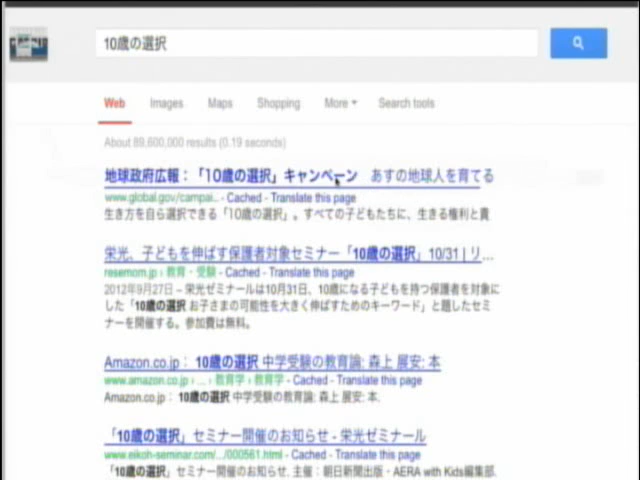 10歳の選択
Web Images Maps Shopping More Search tools
About 89,600,000 results (0.19 seconds)
地球政府広報：「10歳の選択」キャンペーン　あすの地球人を育てる
www.global.gov/campai... - Cached - Translate this page
生き方を自ら選択できる「10歳の選択」。すべての子どもたちに、生きる権利と責
栄光、子どもを伸ばす保護者対象セミナー「10歳の選択」10/31 | リ...
resemom.jp › 教育・受験 - Cached - Translate this page
2012年9月27日 – 栄光ゼミナールは10月31日、10歳になる子どもを持つ保護者を対象に
した「10歳の選択 お子さまの可能性を大きく伸ばすためのキーワード」と題したセミ
ナーを開催する。参加費は無料。
Amazon.co.jp： 10歳の選択 中学受験の教育論: 森上 展安: 本
www.amazon.co.jp › ... › 教育学 › 教育学 - Cached - Translate this page
Amazon.co.jp： 10歳の選択 中学受験の教育論: 森上 展安: 本.
「10歳の選択」セミナー開催のお知らせ - 栄光ゼミナール
www.eikoh-seminar.com/.../000561.html - Cached - Translate this page
「10歳の選択」セミナー開催のお知らせ. 主催：朝日新聞出版・AERA with Kids編集部.